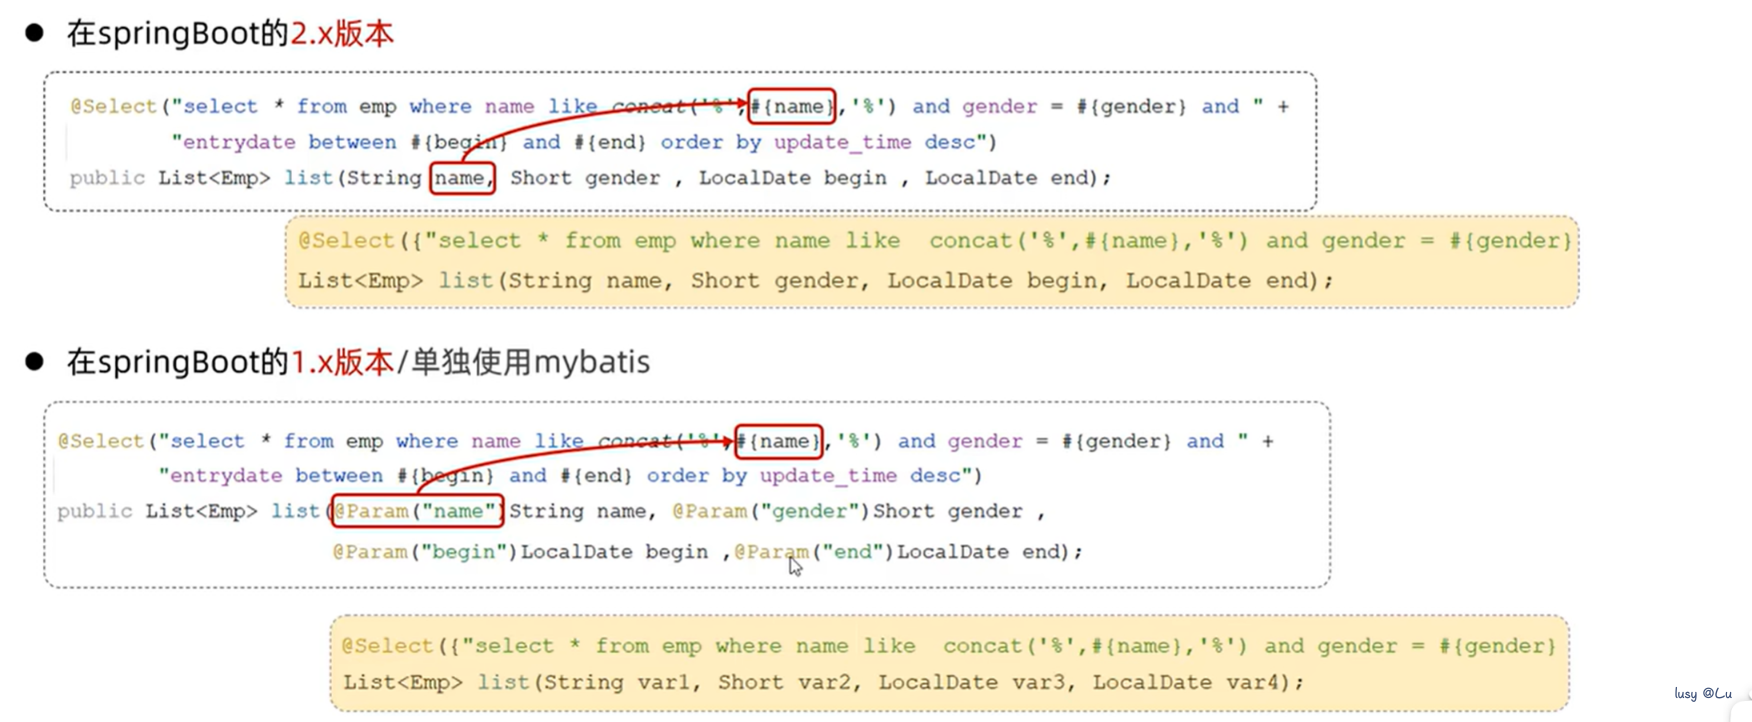 ● 在springBoot的2.x版本
@Select("select * from emp where name like concat('%',#{name},'%') and gender = #{gender} and " +
"entrydate between #{begin} and #{end} order by update_time desc")
public List<Emp> list(String name, Short gender , LocalDate begin , LocalDate end);
@Select({"select * from emp where name like  concat('%',#{name},'%') and gender = #{gender}
List<Emp> list(String name, Short gender, LocalDate begin, LocalDate end);
● 在springBoot的1.x版本/单独使用mybatis
@Select("select * from emp where name like concat('%',#{name},'%') and gender = #{gender} and " +
"entrydate between #{begin} and #{end} order by update_time desc")
public List<Emp> list(@Param("name")String name, @Param("gender")Short gender ,
@Param("begin")LocalDate begin ,@Param("end")LocalDate end);
@Select({"select * from emp where name like  concat('%',#{name},'%') and gender = #{gender}
List<Emp> list(String var1, Short var2, LocalDate var3, LocalDate var4);
lusy @Lu